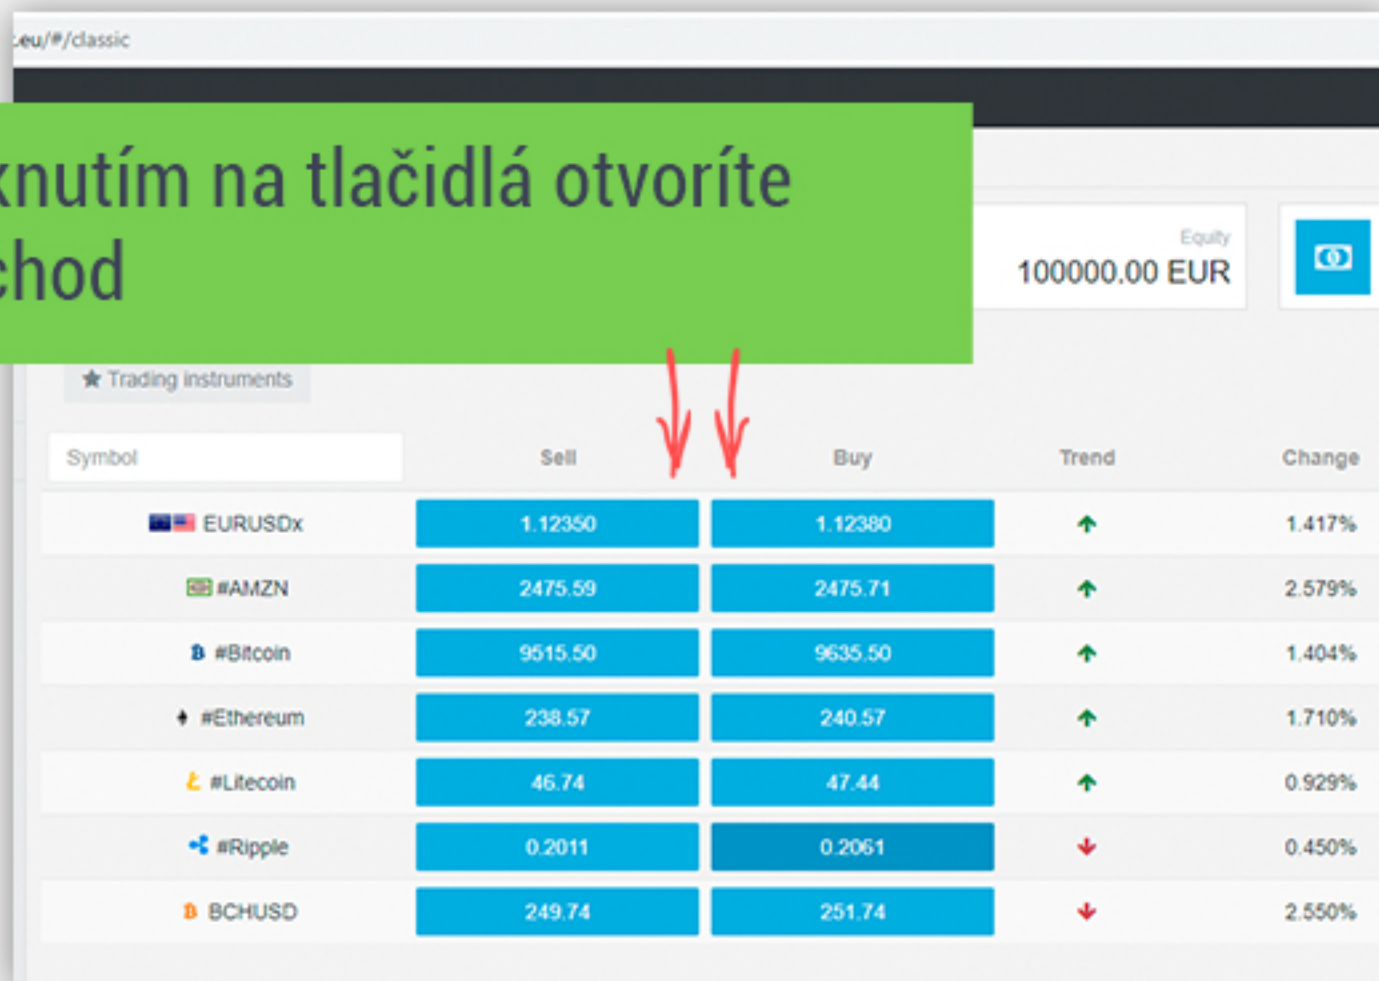 .eu/#/classic
knutím na tlačidlá otvoríte
chod
Equity
100000.00 EUR
Trading instruments
Symbol Sell Buy Trend Change
EURUSDx 1.12350 1.12380 1.417%
#AMZN 2475.59 2475.71 2.579%
#Bitcoin 9515.50 9635.50 1.404%
#Ethereum 238.57 240.57 1.710%
#Litecoin 46.74 47.44 0.929%
#Ripple 0.2011 0.2061 0.450%
BCHUSD 249.74 251.74 2.550%